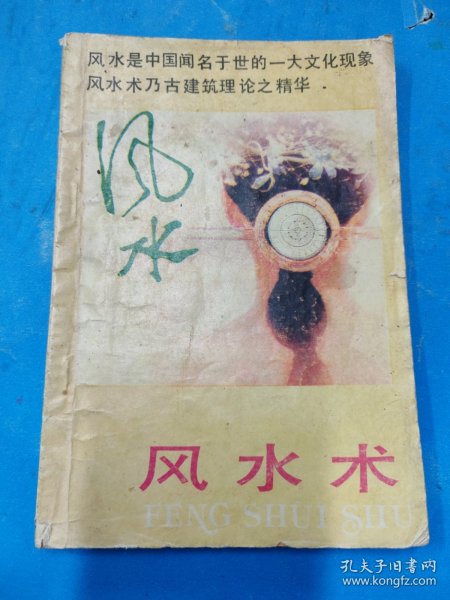 风水是中国闻名于世的一大文化现象
风水术乃古建筑理论之精华.
风
水
风水术
FENG SHUI SHU
孔夫子旧书网
www.kongfz.com